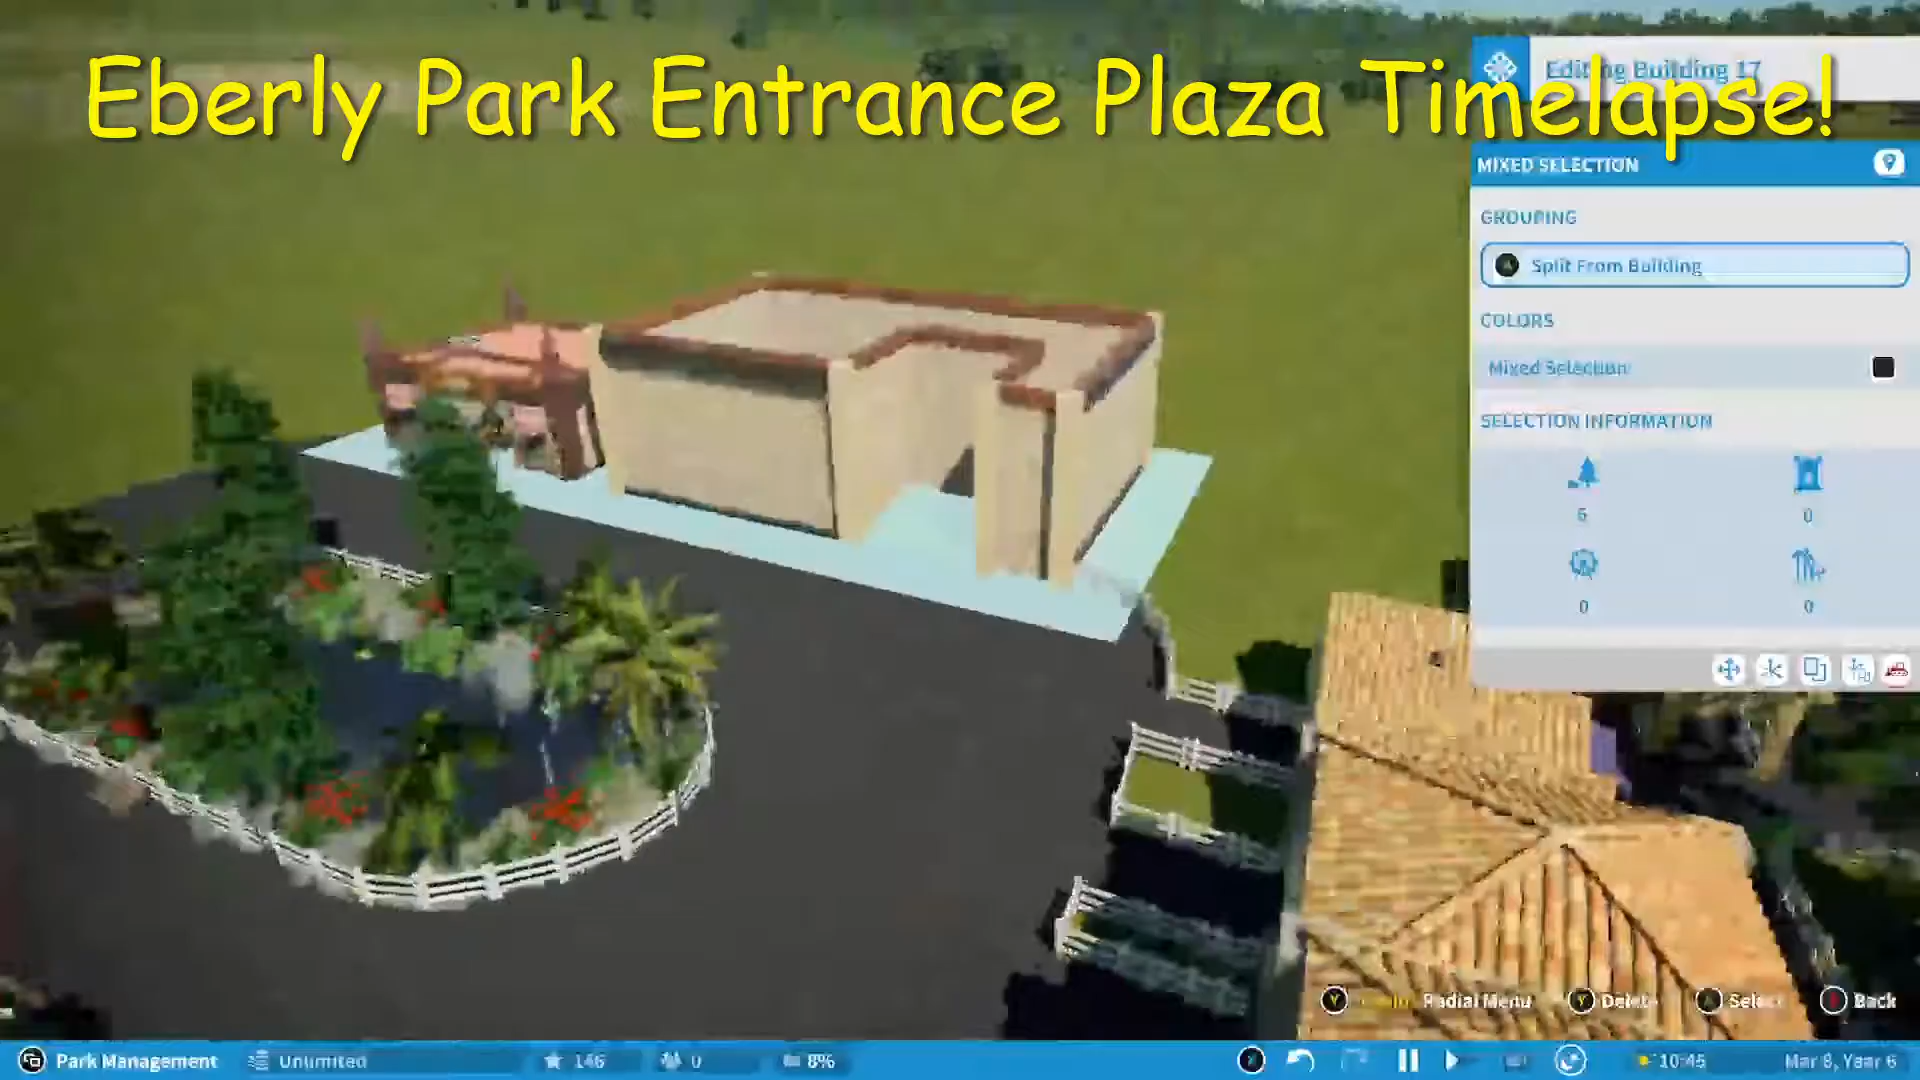 Eberly Park Entrance Plaza Timelapse!
Editing Building 17
MIXED SELECTION
GROUPING
A Split From Building
COLORS
Mixed Selection
SELECTION INFORMATION
6 0
0 0
Y Radial Menu Y Delete A Select Back
Park Management Unlimited 146 0 8% X 10:45 Mar 8, Year 6